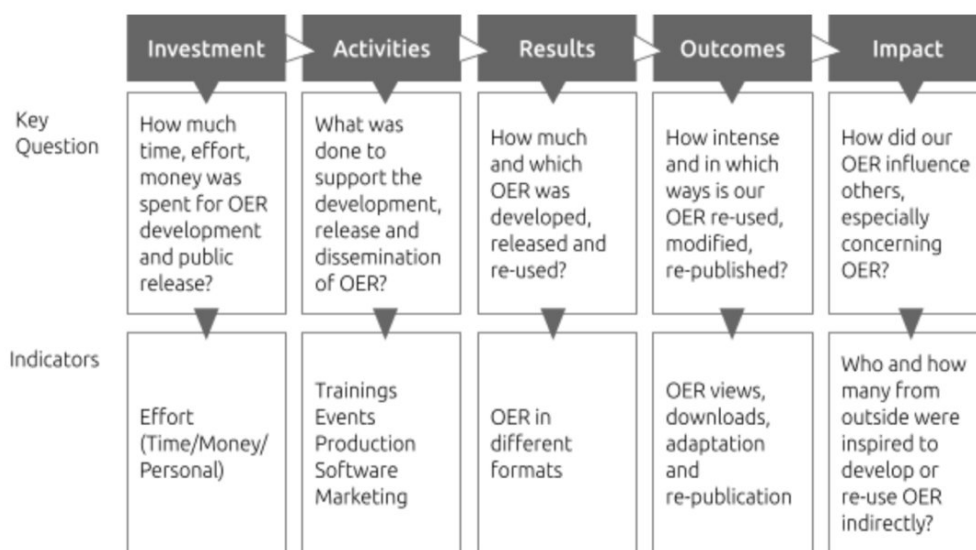 Investment
Activities
Results
Outcomes
Impact
Key
Question
How much
time, effort,
money was
spent for OER
development
and public
release?
What was
done to
support the
development,
release and
dissemination
of OER?
How much
and which
OER was
developed,
released and
re-used?
How intense
and in which
ways is our
OER re-used,
modified,
re-published?
How did our
OER influence
others,
especially
concerning
OER?
Indicators
Effort
(Time/Money/
Personal)
Trainings
Events
Production
Software
Marketing
OER in
different
formats
OER views,
downloads,
adaptation
and
re-publication
Who and how
many from
outside were
inspired to
develop or
re-use OER
indirectly?